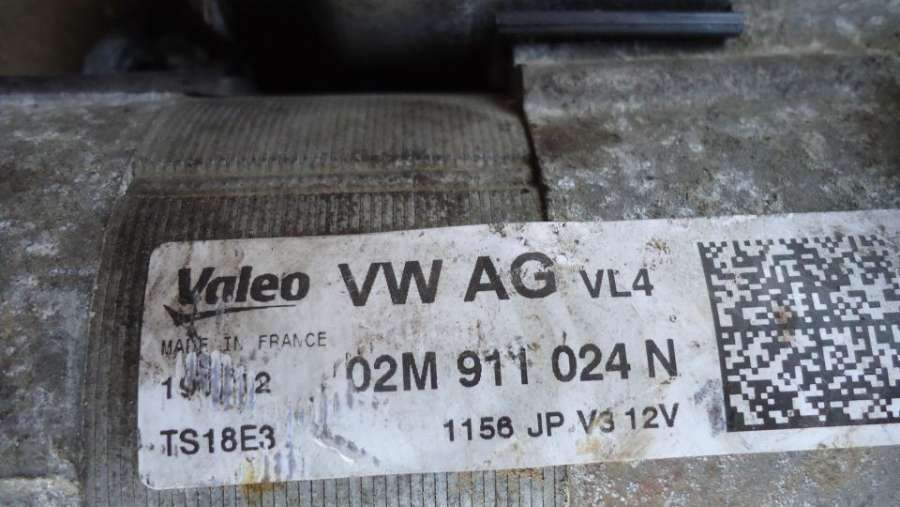 Valeo VW AG VL4
MADE IN FRANCE
02M 911 024 N
TS18E3
1156 JP V3 12V